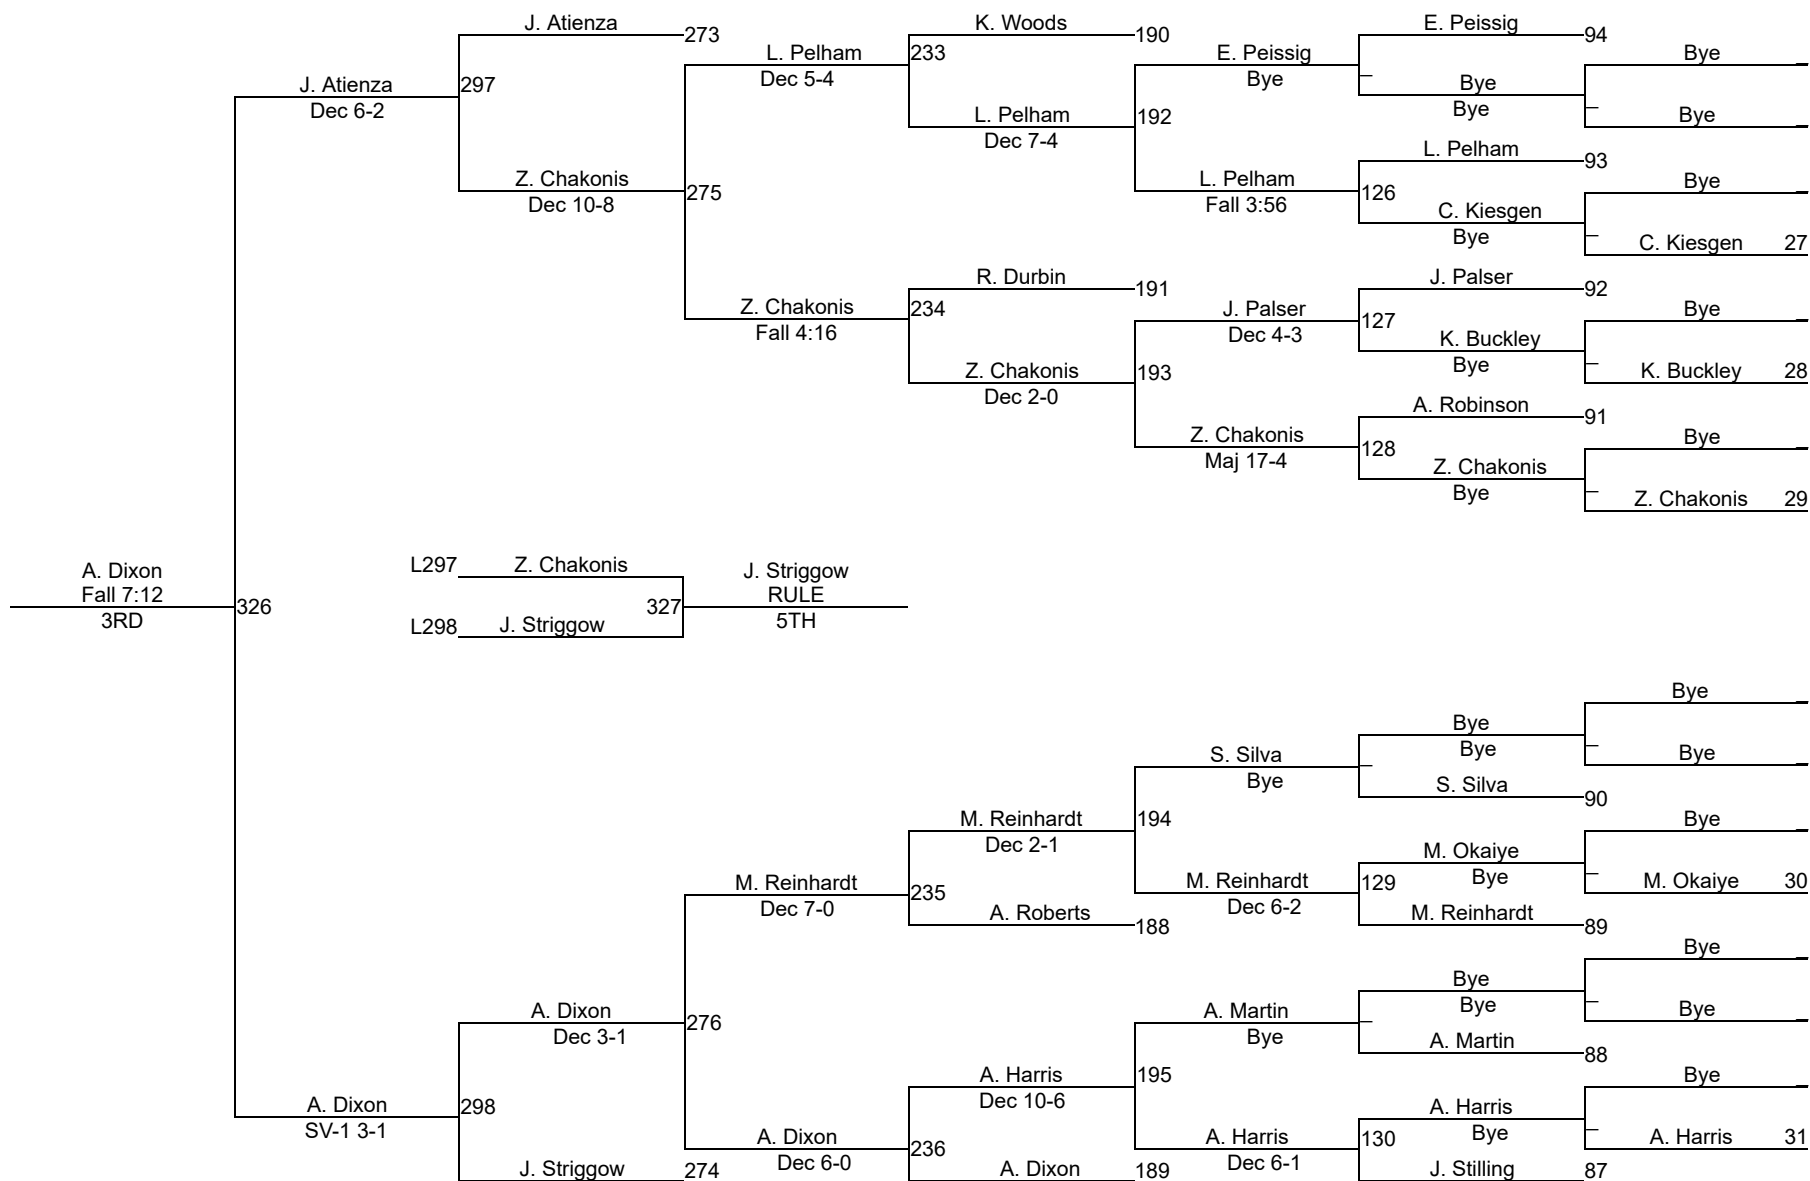 J. Atienza
273
K. Woods
190
E. Peissig
94
L. Pelham
Dec 5-4
233
E. Peissig
Bye
Bye
J. Atienza
Dec 6-2
297
Bye
Bye
L. Pelham
Dec 7-4
192
Bye
L. Pelham
93
Z. Chakonis
Dec 10-8
275
L. Pelham
Fall 3:56
126
Bye
C. Kiesgen
Bye
C. Kiesgen 27
R. Durbin
191
J. Palser
92
Z. Chakonis
Fall 4:16
234
J. Palser
Dec 4-3
127
Bye
K. Buckley
Bye
Z. Chakonis
Dec 2-0
193
K. Buckley 28
A. Robinson
91
Z. Chakonis
Maj 17-4
128
Bye
Z. Chakonis
Bye
Z. Chakonis 29
A. Dixon
Fall 7:12
3RD
326
L297 Z. Chakonis
327
L298 J. Striggow
J. Striggow
RULE
5TH
Bye
Bye
Bye
S. Silva
Bye
Bye
S. Silva
90
M. Reinhardt
Dec 2-1
194
Bye
M. Okaiye
Bye
M. Reinhardt
Dec 7-0
235
M. Reinhardt
Dec 6-2
129
M. Okaiye 30
A. Roberts
188
M. Reinhardt
89
Bye
Bye
Bye
A. Dixon
Dec 3-1
276
A. Martin
Bye
Bye
A. Martin
88
A. Harris
Dec 10-6
195
Bye
A. Dixon
SV-1 3-1
298
A. Harris
Bye
A. Dixon
Dec 6-0
236
A. Harris
Dec 6-1
130
A. Harris 31
J. Striggow
274
A. Dixon
189
J. Stilling
87